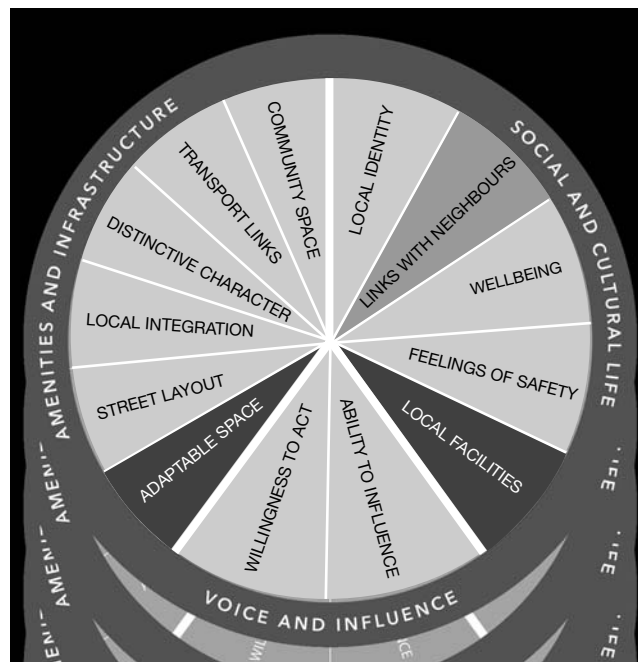 AMENITIES AND INFRASTRUCTURE
SOCIAL AND CULTURAL LIFE
VOICE AND INFLUENCE
COMMUNITY SPACE
LOCAL IDENTITY
LINKS WITH NEIGHBOURS
WELLBEING
FEELINGS OF SAFETY
LOCAL FACILITIES
ABILITY TO INFLUENCE
WILLINGNESS TO ACT
ADAPTABLE SPACE
STREET LAYOUT
LOCAL INTEGRATION
DISTINCTIVE CHARACTER
TRANSPORT LINKS